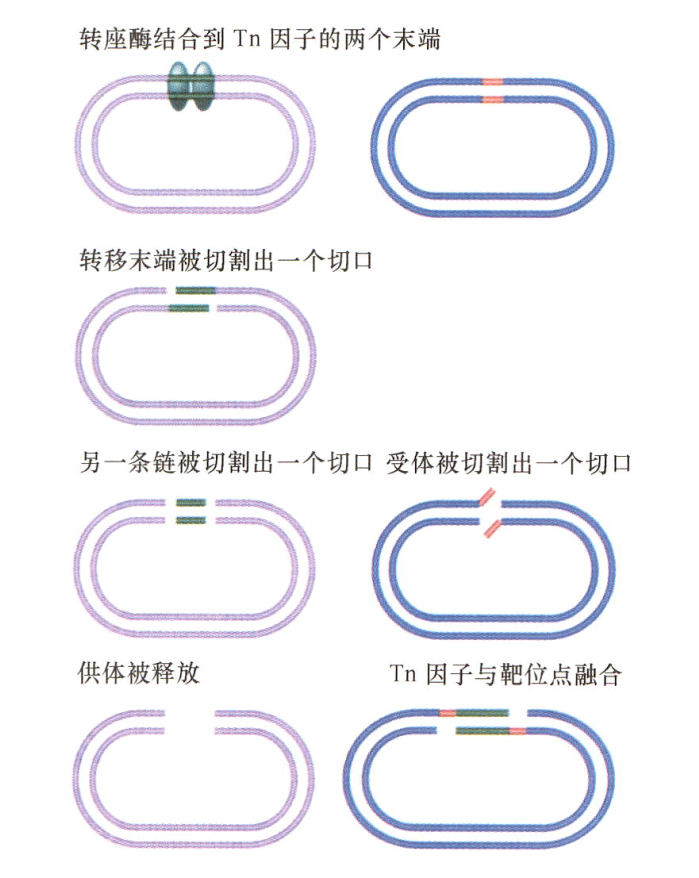 转座酶结合到 Tn 因子的两个末端
转移末端被切割出一个切口
另一条链被切割出一个切口
受体被切割出一个切口
供体被释放
Tn 因子与靶位点融合